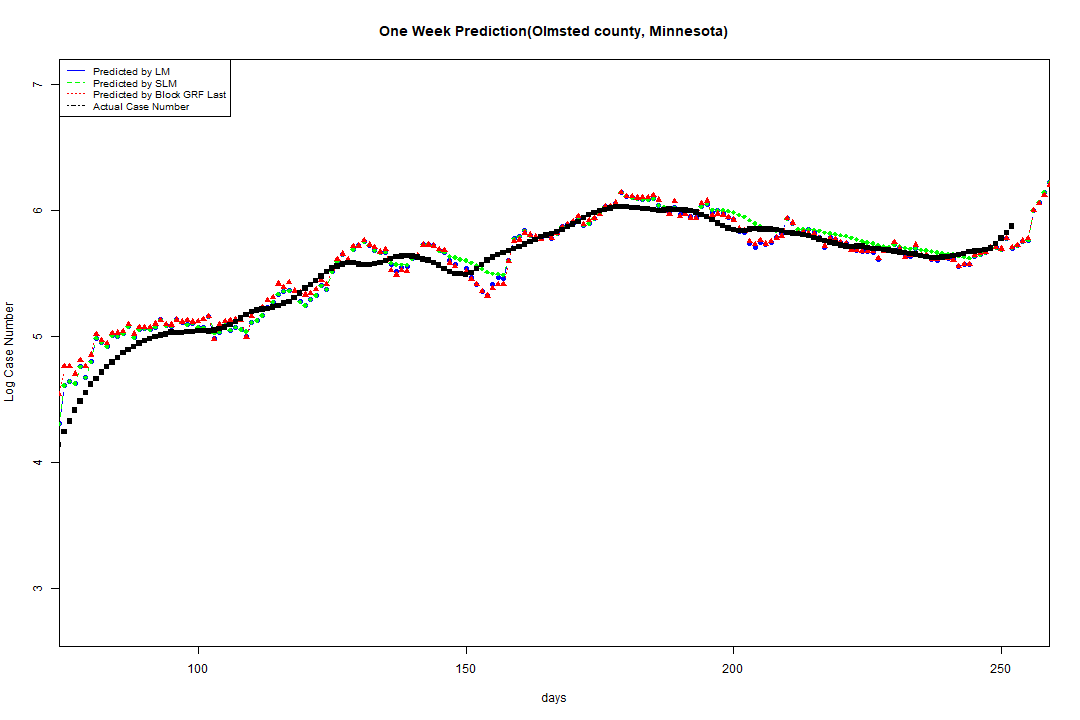 One Week Prediction(Olmsted county, Minnesota)
Predicted by LM
Predicted by SLM
Predicted by Block GRF Last
Actual Case Number
7
6
5
4
3
Log Case Number
100
150
200
250
days